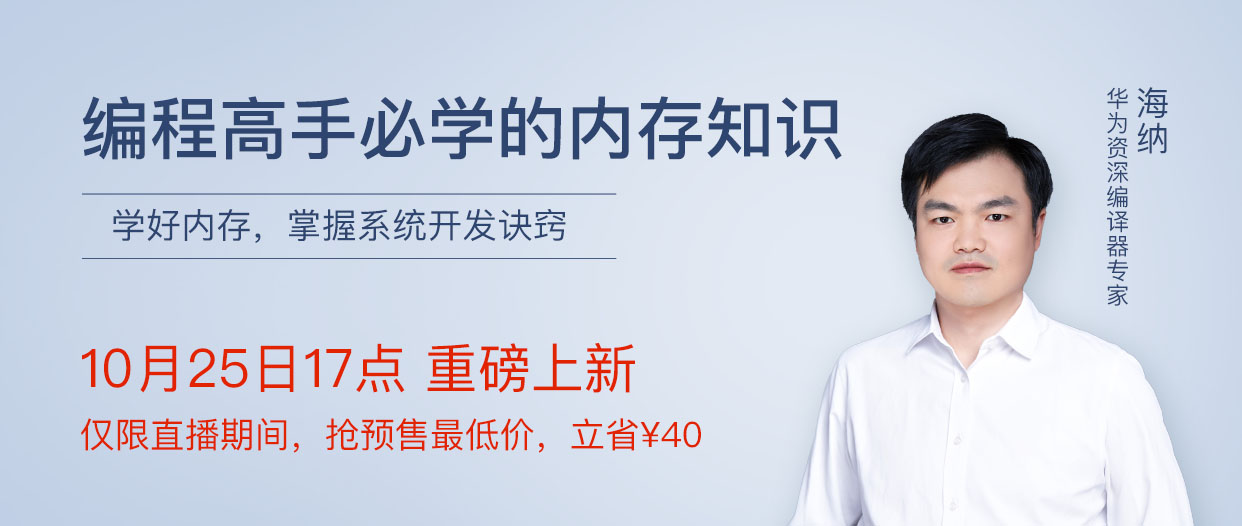 编程高手必学的内存知识
学好内存，掌握系统开发诀窍
10月25日17点 重磅上新
仅限直播期间，抢预售最低价，立省¥40
海纳
华为资深编译器专家